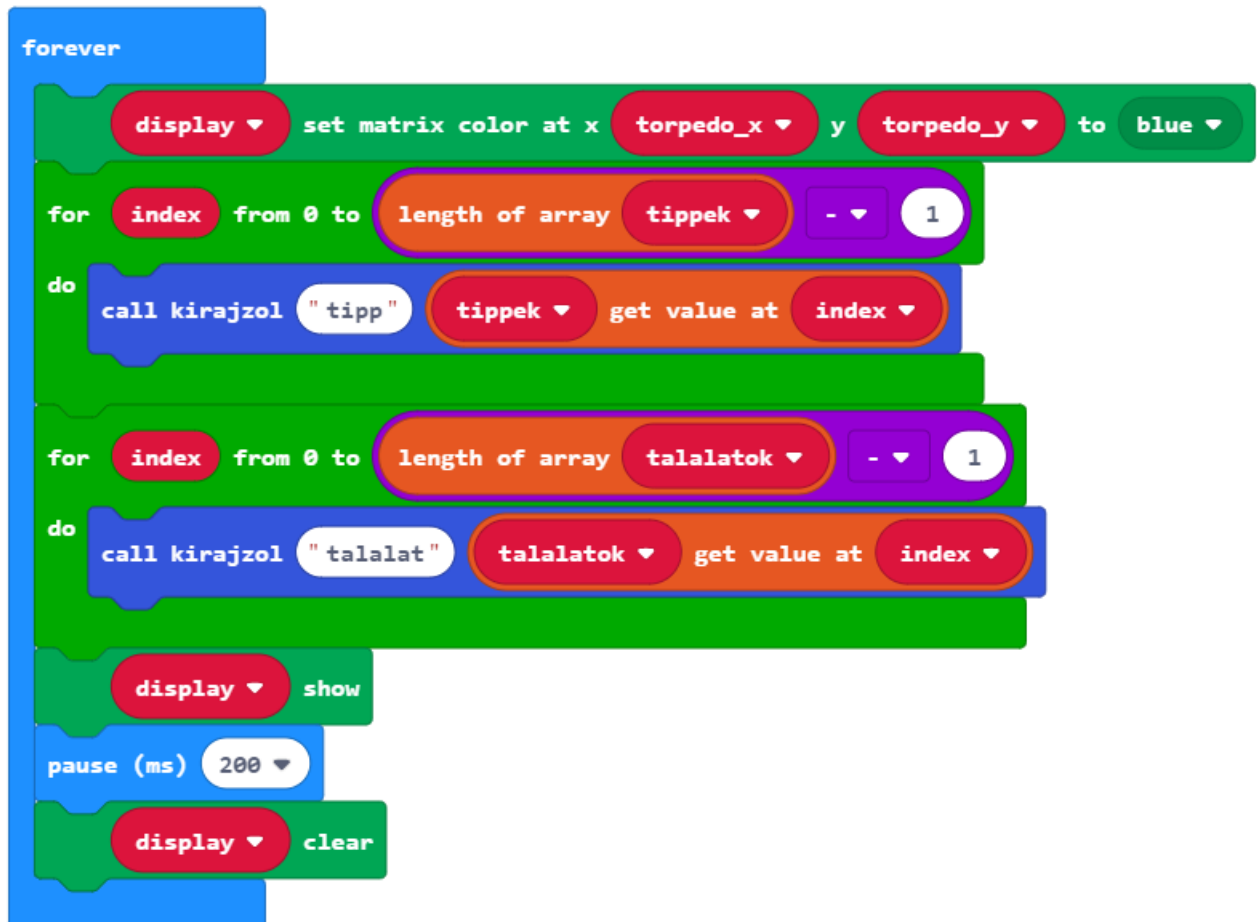 forever
display set matrix color at x torpedo_x y torpedo_y to blue
for index from 0 to length of array tippek - 1
do
call kirajzol "tipp" tippek get value at index
for index from 0 to length of array talalatok - 1
do
call kirajzol "talalat" talalatok get value at index
display show
pause (ms) 200
display clear